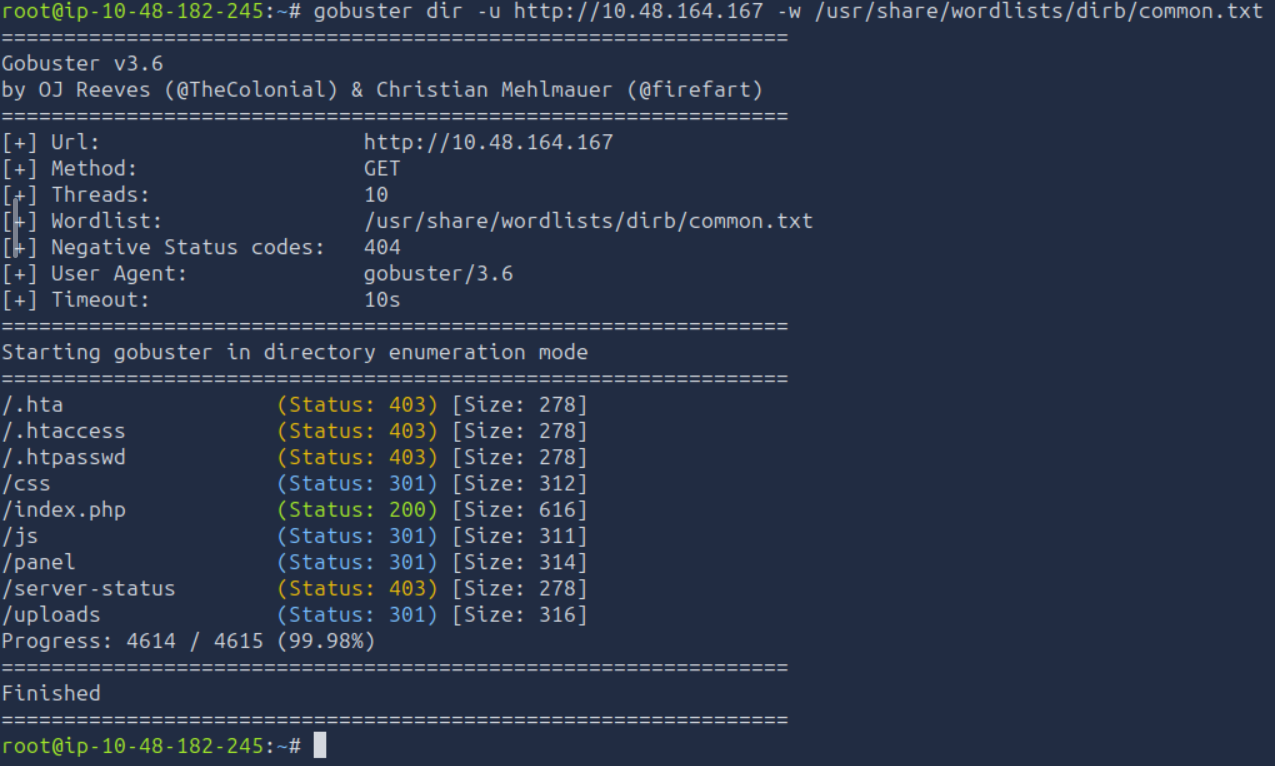 root@ip-10-48-182-245:~# gobuster dir -u http://10.48.164.167 -w /usr/share/wordlists/dirb/common.txt
===============================================================
Gobuster v3.6
by OJ Reeves (@TheColonial) & Christian Mehlmauer (@firefart)
===============================================================
[+] Url:                     http://10.48.164.167
[+] Method:                  GET
[+] Threads:                 10
[+] Wordlist:                /usr/share/wordlists/dirb/common.txt
[+] Negative Status codes:   404
[+] User Agent:              gobuster/3.6
[+] Timeout:                 10s
===============================================================
Starting gobuster in directory enumeration mode
===============================================================
/.hta                 (Status: 403) [Size: 278]
/.htaccess            (Status: 403) [Size: 278]
/.htpasswd            (Status: 403) [Size: 278]
/css                  (Status: 301) [Size: 312]
/index.php            (Status: 200) [Size: 616]
/js                   (Status: 301) [Size: 311]
/panel                (Status: 301) [Size: 314]
/server-status        (Status: 403) [Size: 278]
/uploads              (Status: 301) [Size: 316]
Progress: 4614 / 4615 (99.98%)
===============================================================
Finished
===============================================================
root@ip-10-48-182-245:~#